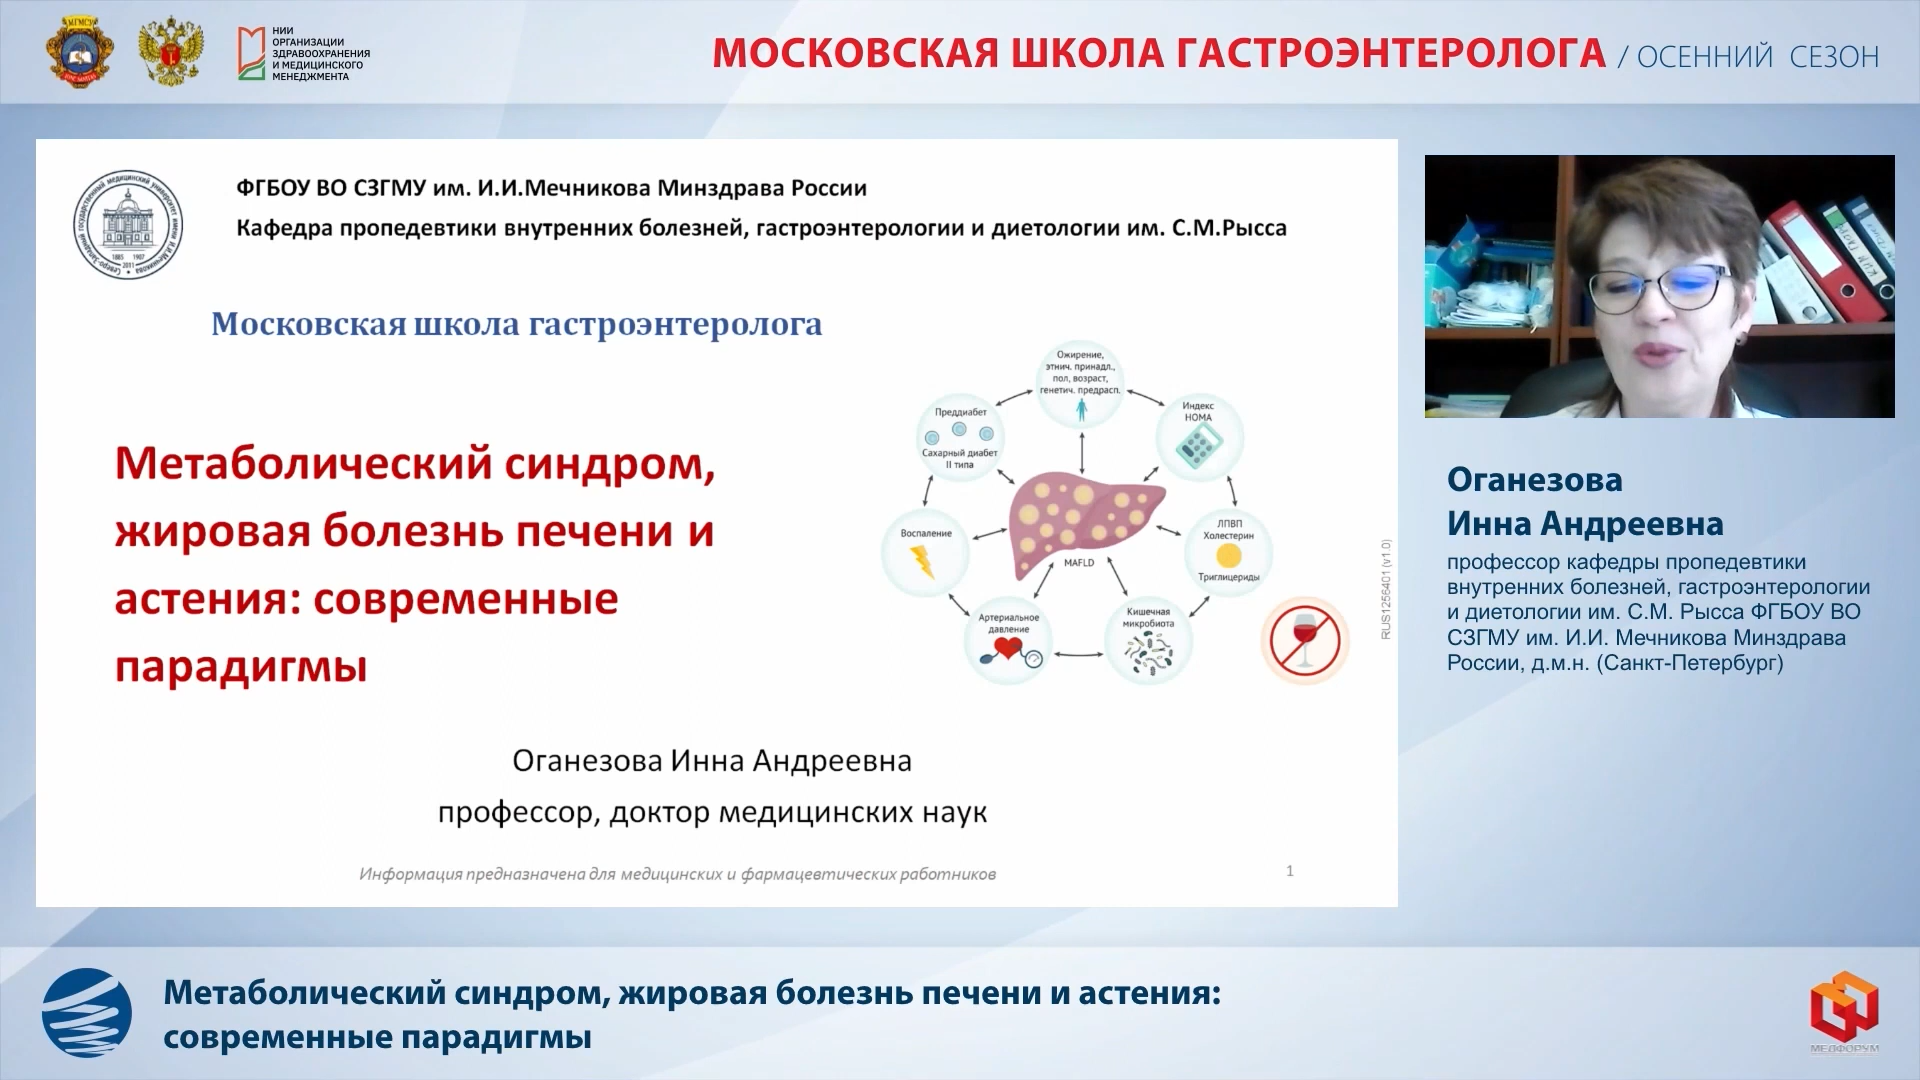 НИИ
ОРГАНИЗАЦИИ
ЗДРАВООХРАНЕНИЯ
И МЕДИЦИНСКОГО
МЕНЕДЖМЕНТА
МОСКОВСКАЯ ШКОЛА ГАСТРОЭНТЕРОЛОГА / ОСЕННИЙ СЕЗОН
ФГБОУ ВО СЗГМУ им. И.И.Мечникова Минздрава России
Кафедра пропедевтики внутренних болезней, гастроэнтерологии и диетологии им. С.М.Рысса
1885 1907
2011
Московская школа гастроэнтеролога
Метаболический синдром,
жировая болезнь печени и
астения: современные
парадигмы
Ожирение,
этнич. принадл.,
пол, возраст,
генетич. предрасп.
Преддиабет
Сахарный диабет
II типа
Индекс
HOMA
Воспаление
MAFLD
ЛПВП
Холестерин
Триглицериды
Артериальное
давление
Кишечная
микробиота
RUS1256401 (v1.0)
Оганезова Инна Андреевна
профессор, доктор медицинских наук
Информация предназначена для медицинских и фармацевтических работников
1
Оганезова
Инна Андреевна
профессор кафедры пропедевтики
внутренних болезней, гастроэнтерологии
и диетологии им. С.М. Рысса ФГБОУ ВО
СЗГМУ им. И.И. Мечникова Минздрава
России, д.м.н. (Санкт-Петербург)
Метаболический синдром, жировая болезнь печени и астения:
современные парадигмы
МЕДФОРУМ